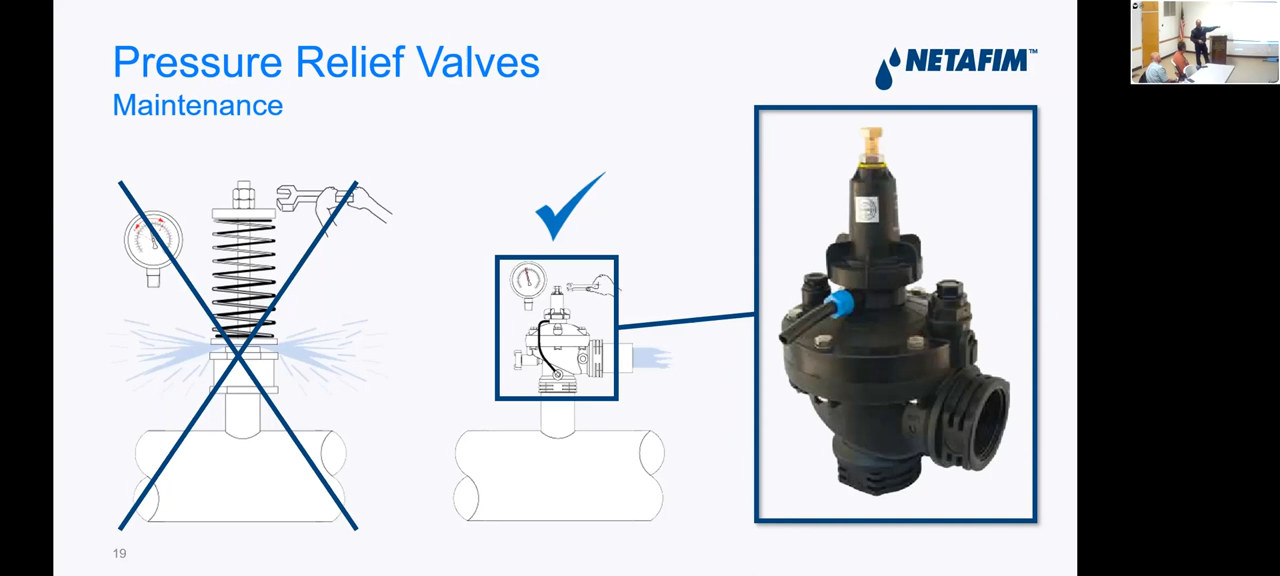 Pressure Relief Valves
Maintenance
NETAFIM™
19